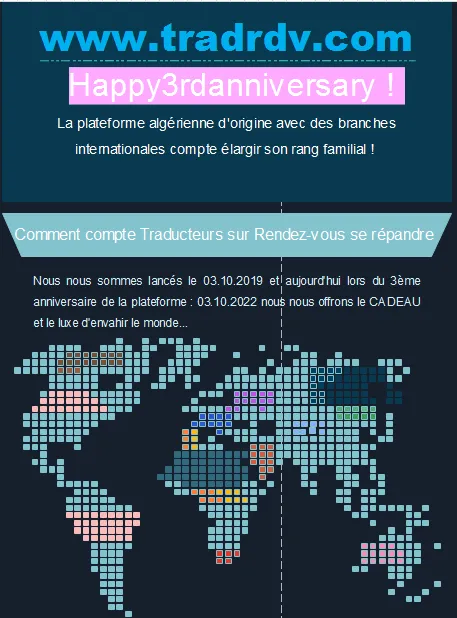 www.tradrdv.com
Happy3rdanniversary !
La plateforme algérienne d'origine avec des branches
internationales compte élargir son rang familial !
Comment compte Traducteurs sur Rendez-vous se répandre
Nous nous sommes lancés le 03.10.2019 et aujourd'hui lors du 3ème
anniversaire de la plateforme : 03.10.2022 nous nous offrons le CADEAU
et le luxe d'envahir le monde...